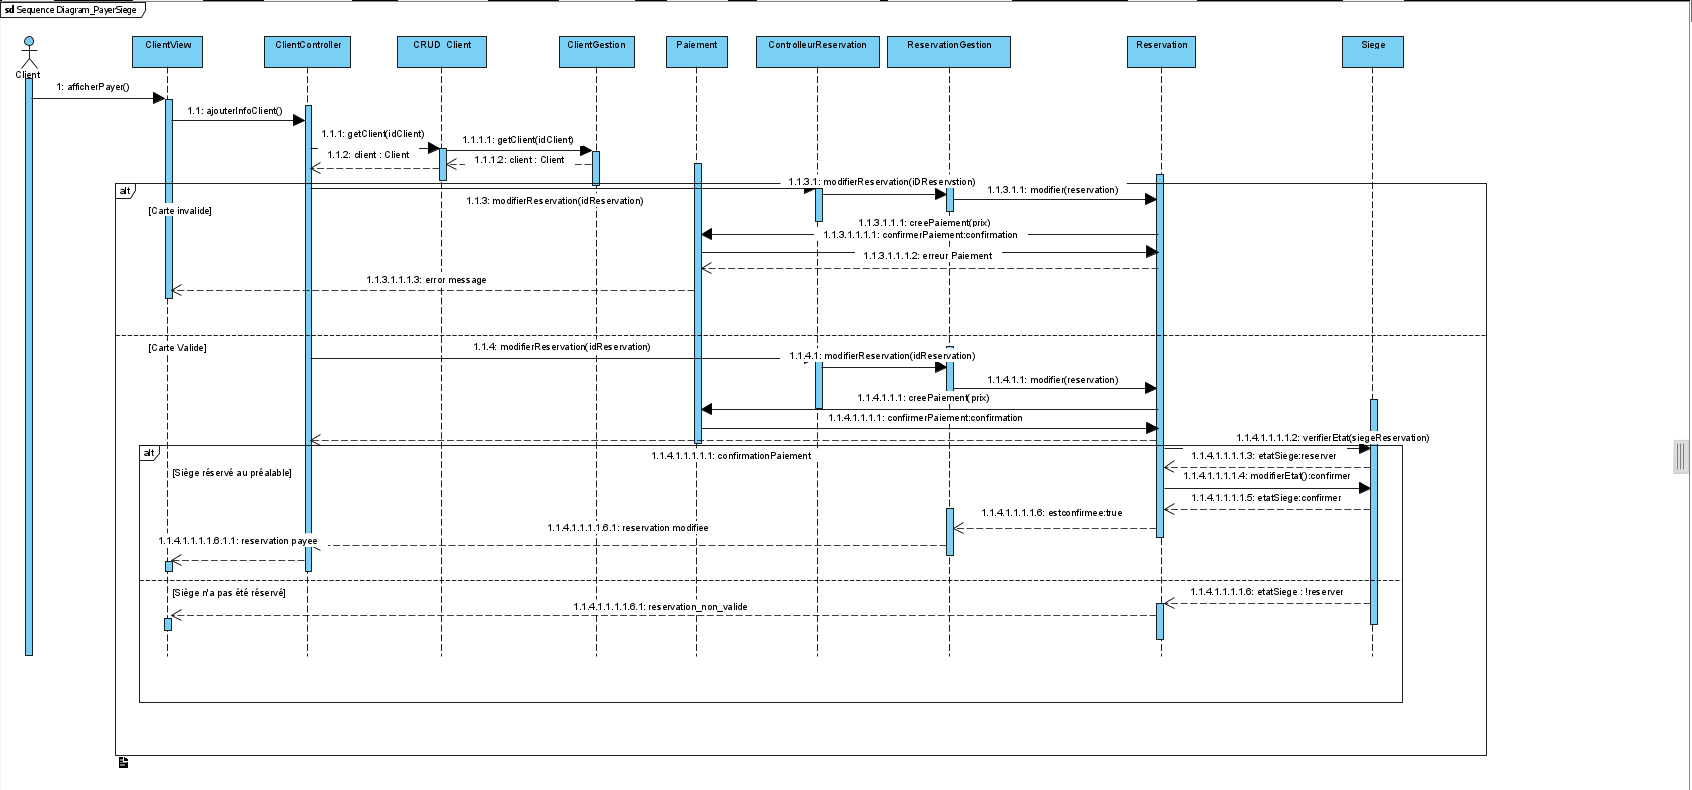 sd Sequence Diagram_PayerSiege
ClientView
ClientController
CRUD Client
ClientGestion
Paiement
ControlleurReservation
ReservationGestion
Reservation
Siege
Client
1: afficherPayer()
1.1: ajouterInfoClient()
1.1.1: getClient(idClient)
1.1.1.1: getClient(idClient)
1.1.2: client : Client
1.1.1.2: client : Client
alt
1.1.3.1: modifierReservation(iDReservstion)
1.1.3.1.1: modifier(reservation)
1.1.3: modifierReservation(idReservation)
[Carte invalide]
1.1.3.1.1.1: creePaiement(prix)
1.1.3.1.1.1.1: confirmerPaiement:confirmation
1.1.3.1.1.1.2: erreur Paiement
1.1.3.1.1.1.3: error message
[Carte Valide]
1.1.4: modifierReservation(idReservation)
1.1.4.1: modifierReservation(idReservation)
1.1.4.1.1: modifier(reservation)
1.1.4.1.1.1: creePaiement(prix)
1.1.4.1.1.1.1: confirmerPaiement:confirmation
1.1.4.1.1.1.1.2: verifierEtat(siegeReservation)
alt
1.1.4.1.1.1.1.1: confirmationPaiement
1.1.4.1.1.1.1.3: etatSiege:reserver
[Siège réservé au préalable]
1.1.4.1.1.1.1.4: modifierEtat():confirmer
1.1.4.1.1.1.1.5: etatSiege:confirmer
1.1.4.1.1.1.1.6: estconfirmee:true
1.1.4.1.1.1.1.6.1: reservation modifiee
1.1.4.1.1.1.1.6.1.1: reservation payee
[Siège n'a pas été réservé]
1.1.4.1.1.1.1.6: etatSiege : !reserver
1.1.4.1.1.1.1.6.1: reservation_non_valide